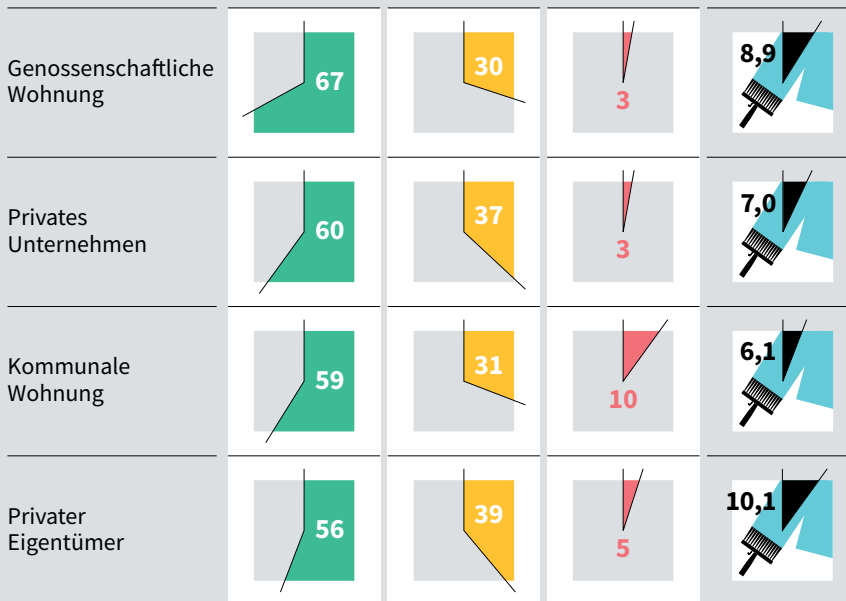 Genossenschaftliche
Wohnung
67
30
3
8,9
Privates
Unternehmen
60
37
3
7,0
Kommunale
Wohnung
59
31
10
6,1
Privater
Eigentümer
56
39
5
10,1